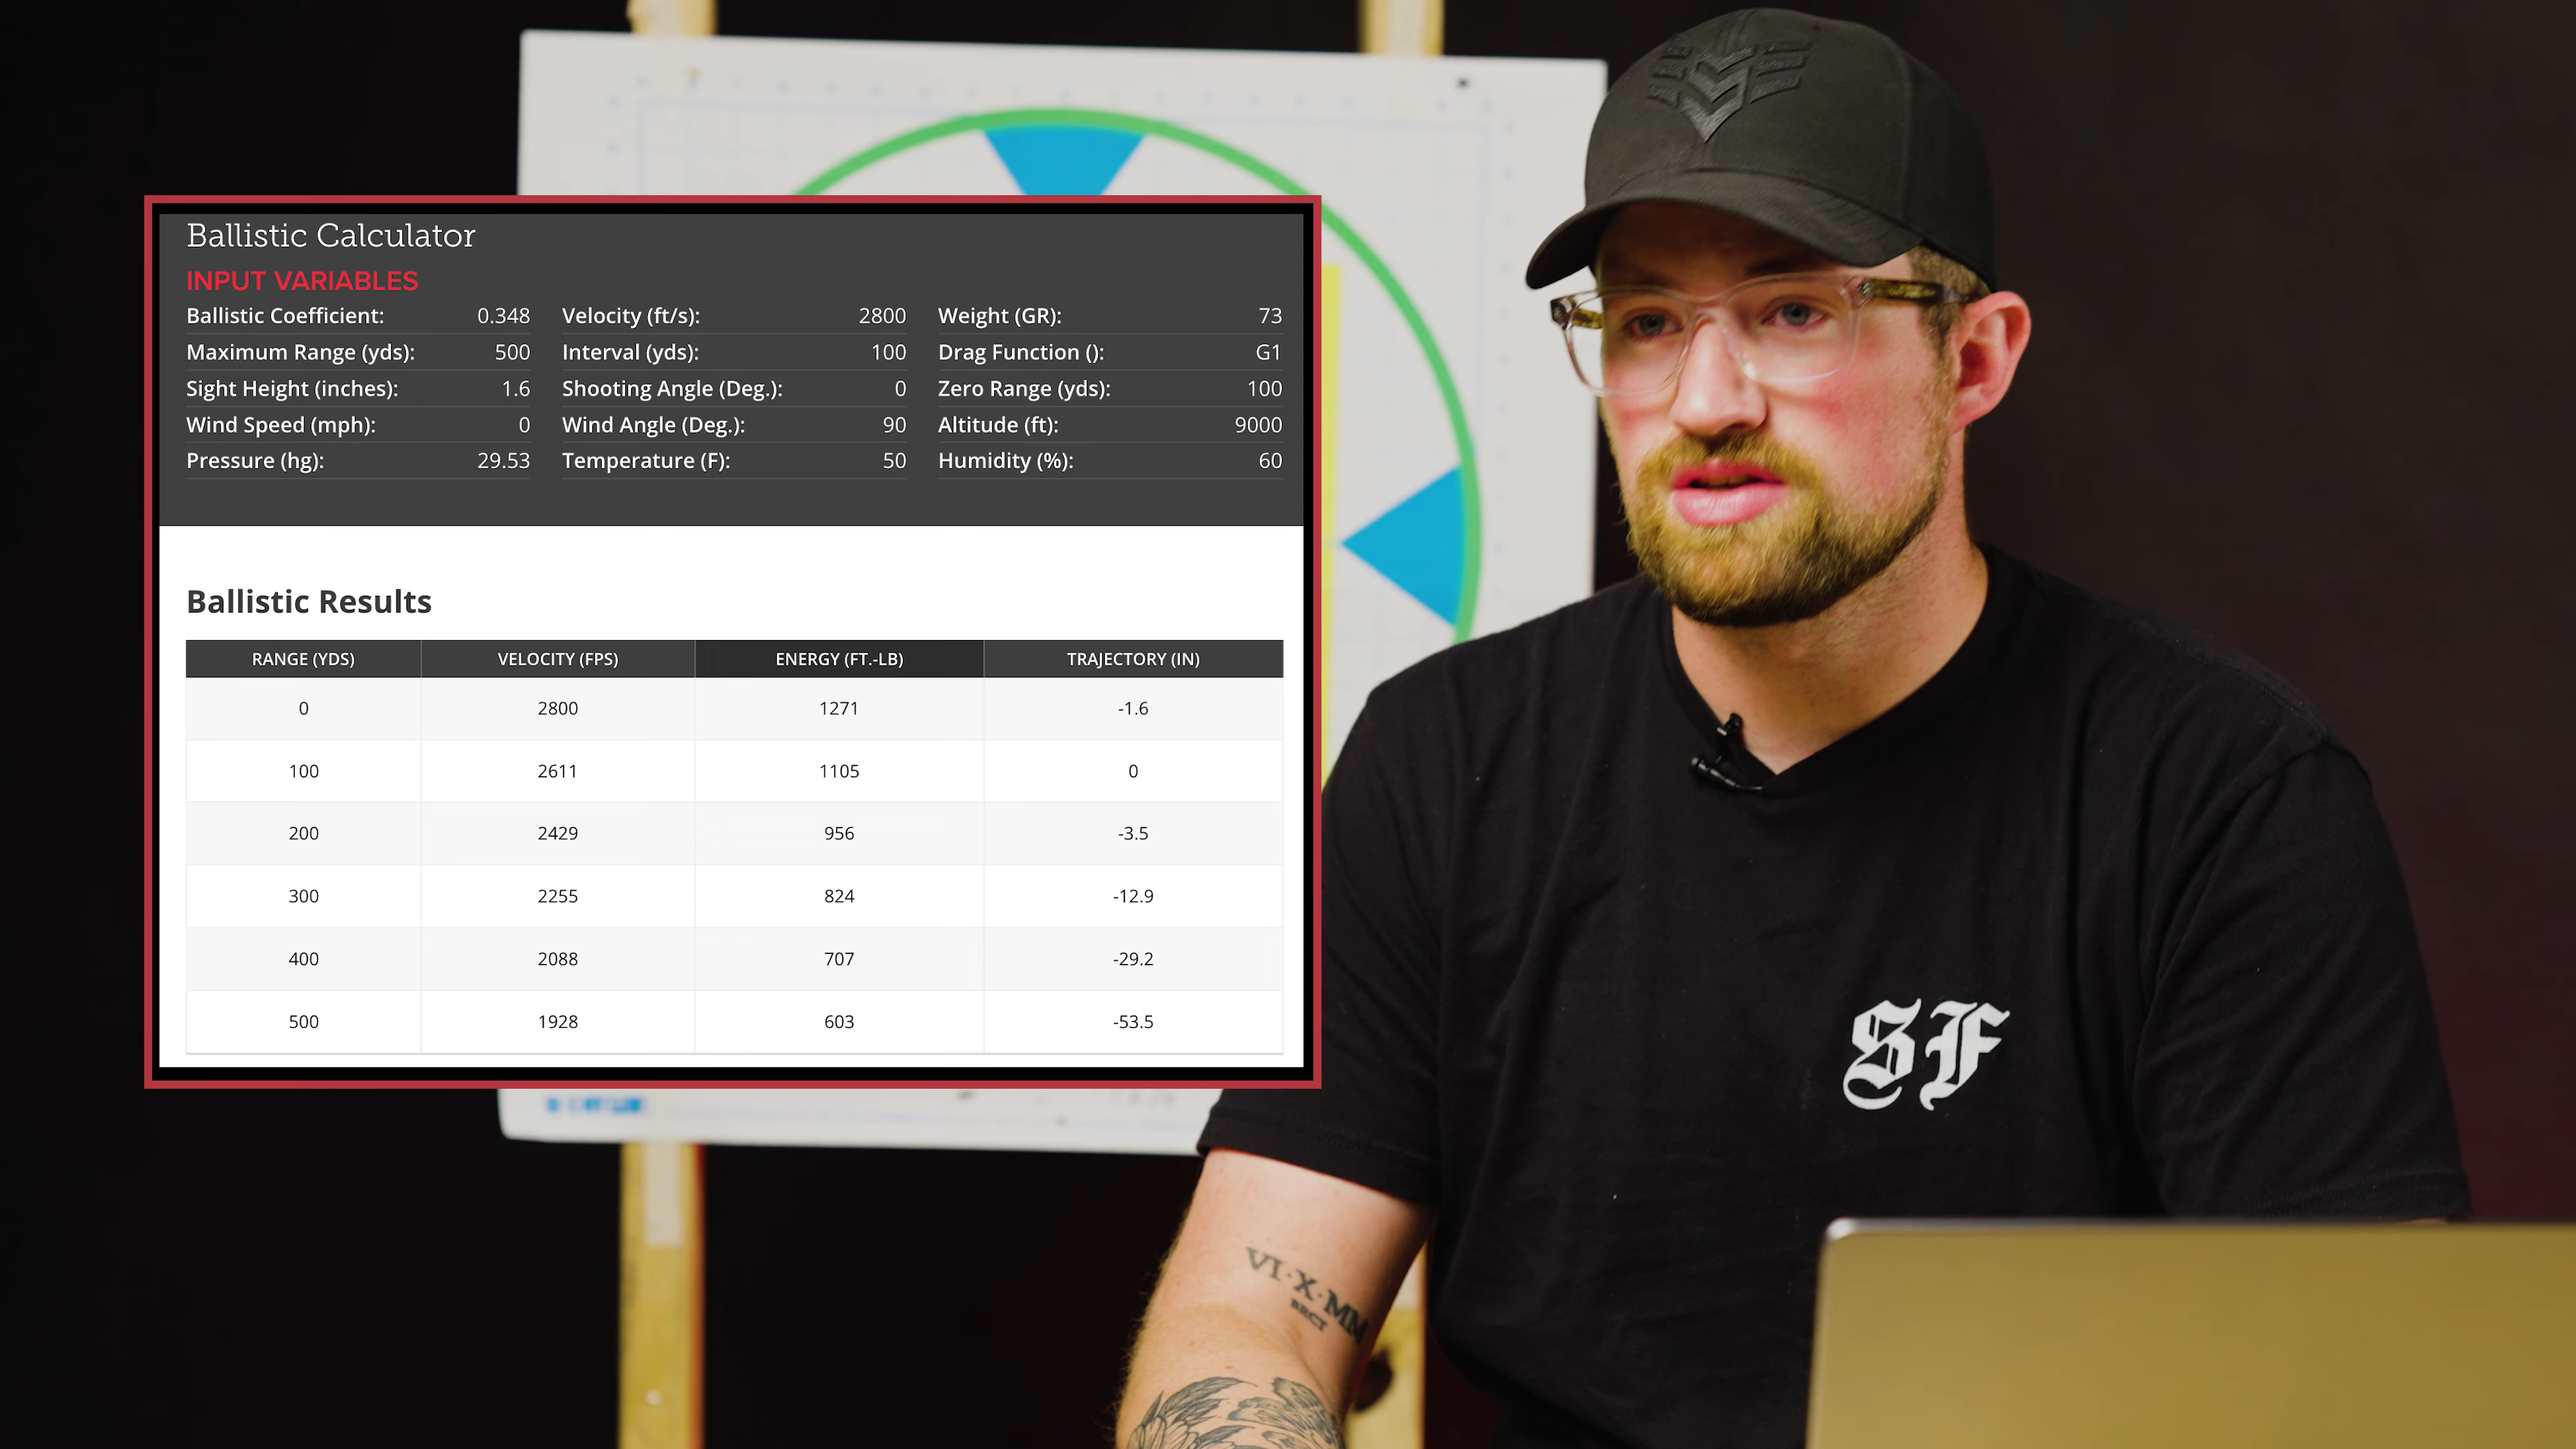 Ballistic Calculator
INPUT VARIABLES
Ballistic Coefficient: 0.348 Velocity (ft/s): 2800 Weight (GR): 73
Maximum Range (yds): 500 Interval (yds): 100 Drag Function (): G1
Sight Height (inches): 1.6 Shooting Angle (Deg.): 0 Zero Range (yds): 100
Wind Speed (mph): 0 Wind Angle (Deg.): 90 Altitude (ft): 9000
Pressure (hg): 29.53 Temperature (F): 50 Humidity (%): 60
Ballistic Results
RANGE (YDS) VELOCITY (FPS) ENERGY (FT.-LB) TRAJECTORY (IN)
0 2800 1271 -1.6
100 2611 1105 0
200 2429 956 -3.5
300 2255 824 -12.9
400 2088 707 -29.2
500 1928 603 -53.5
SF
VI·X·MM
BRCT